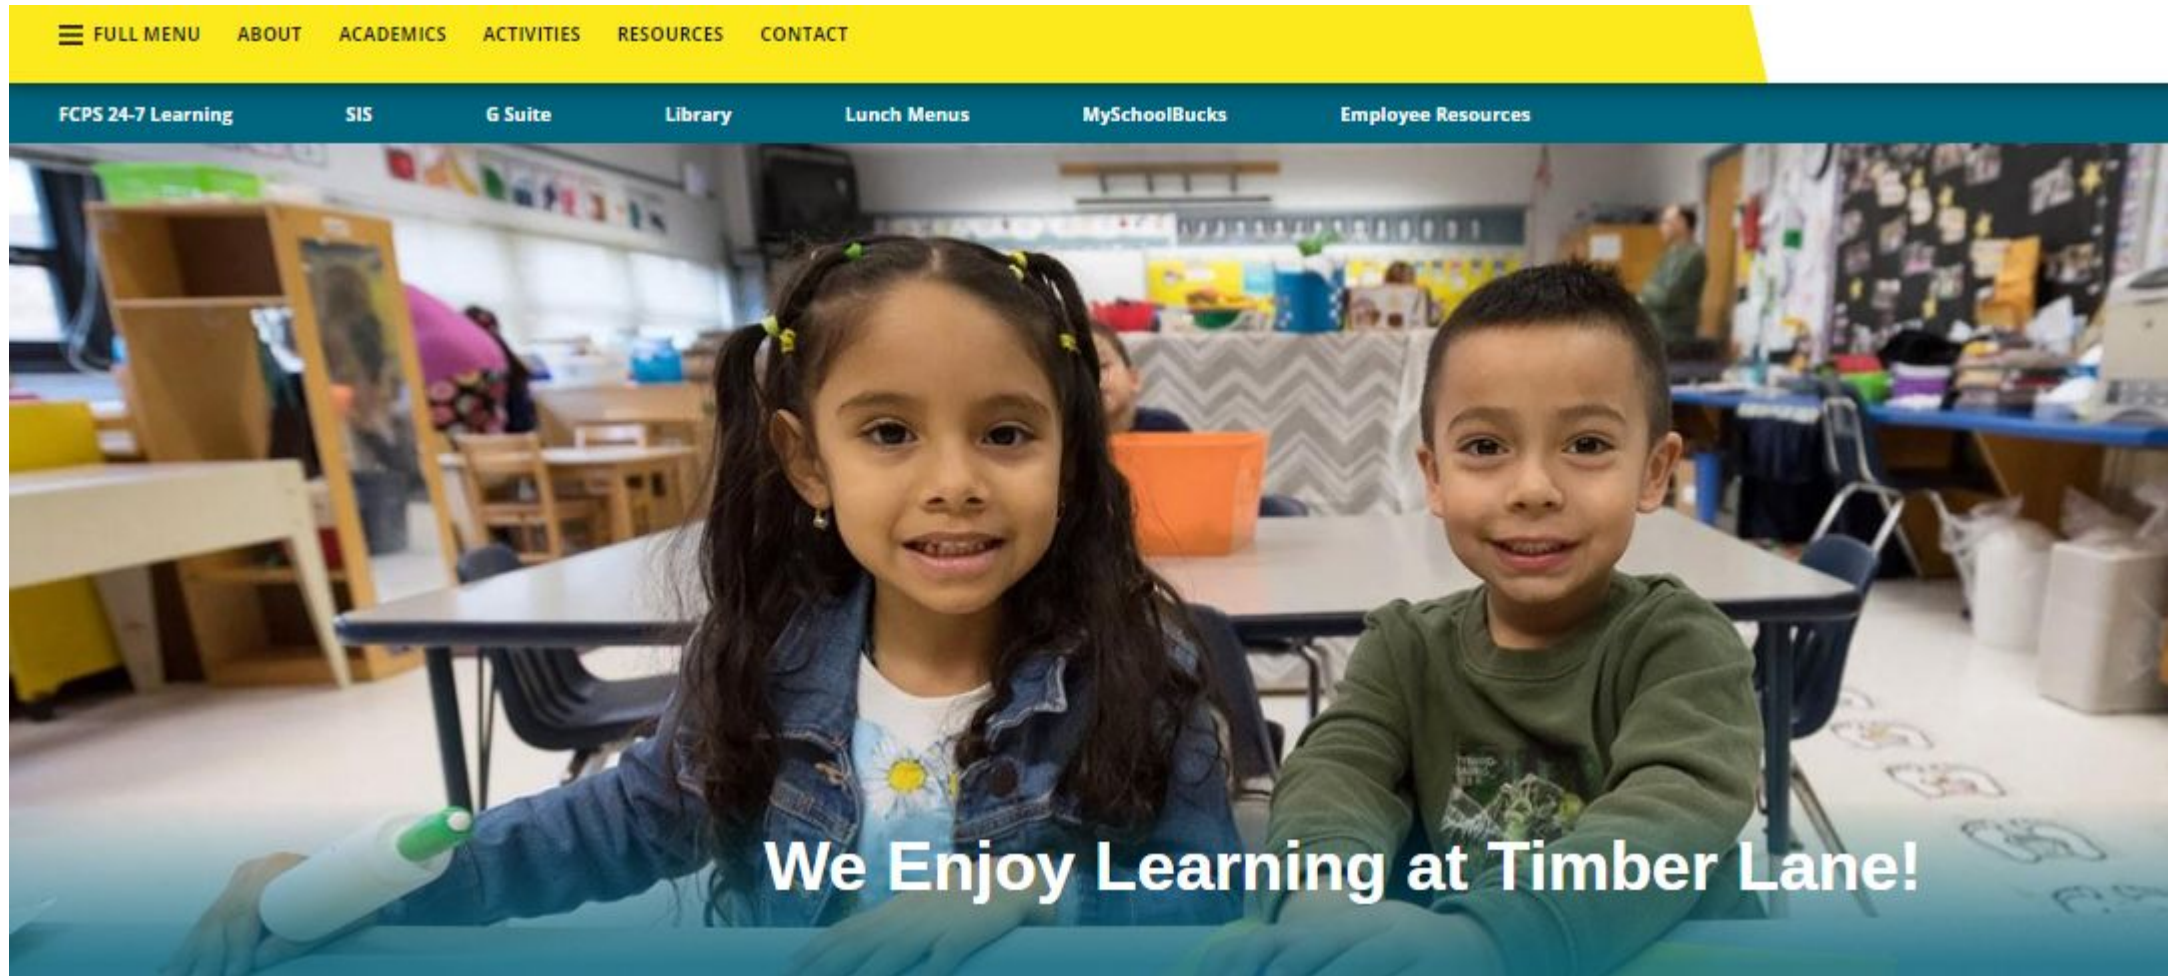 FULL MENU ABOUT ACADEMICS ACTIVITIES RESOURCES CONTACT
FCPS 24-7 Learning SIS G Suite Library Lunch Menus MySchoolBucks Employee Resources
We Enjoy Learning at Timber Lane!